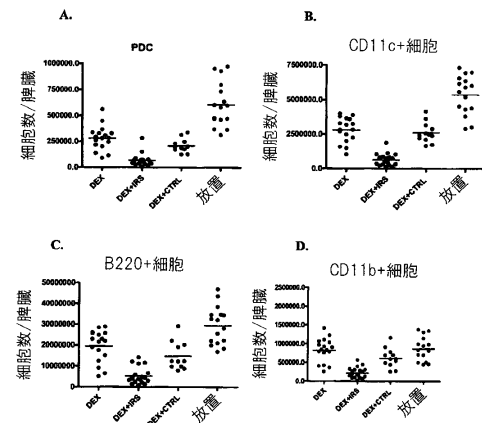 A.
PDC
細胞数/脾臓
1000000.0
750000.0
500000.0
250000.0
0.0
DEX
DEX+IRS
DEX+CTRL
放置
B.
CD11c+細胞
細胞数/脾臓
7500000.0
5000000.0
2500000.0
0.0
DEX
DEX+IRS
DEX+CTRL
放置
C.
B220+細胞
細胞数/脾臓
50000000
40000000
30000000
20000000
10000000
0
DEX
DEX+IRS
DEX+CTRL
放置
D.
CD11b+細胞
細胞数/脾臓
2500000.0
2000000.0
1500000.0
1000000.0
500000.0
0.0
DEX
DEX+IRS
DEX+CTRL
放置